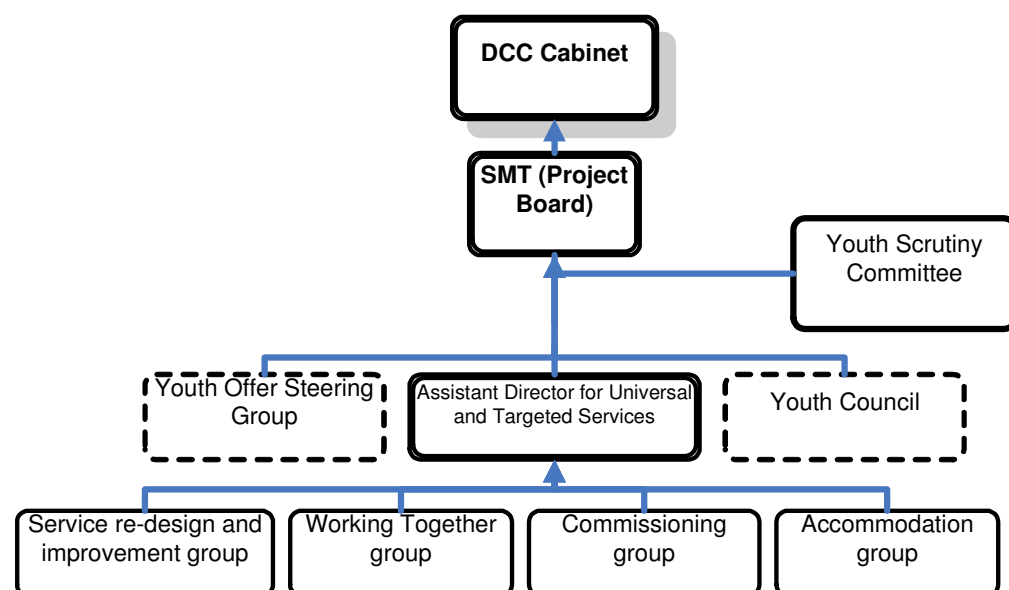 DCC Cabinet
SMT (Project
Board)
Youth Scrutiny
Committee
Youth Offer Steering
Group
Assistant Director for Universal
and Targeted Services
Youth Council
Service re-design and
improvement group
Working Together
group
Commissioning
group
Accommodation
group